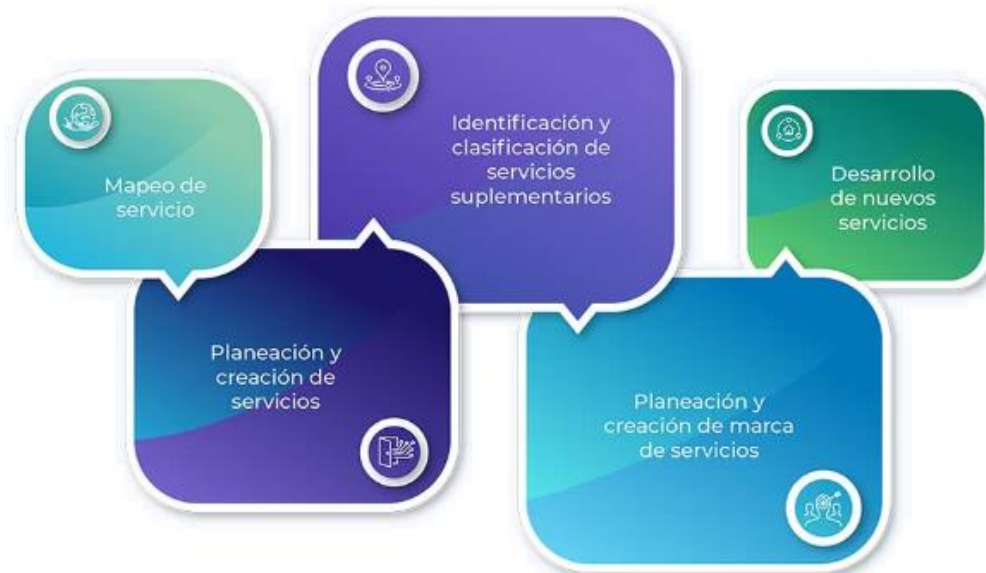 Mapeo de
servicio
Planeación y
creación de
servicios
Identificación y
clasificación de
servicios
suplementarios
Planeación y
creación de marca
de servicios
Desarrollo
de nuevos
servicios